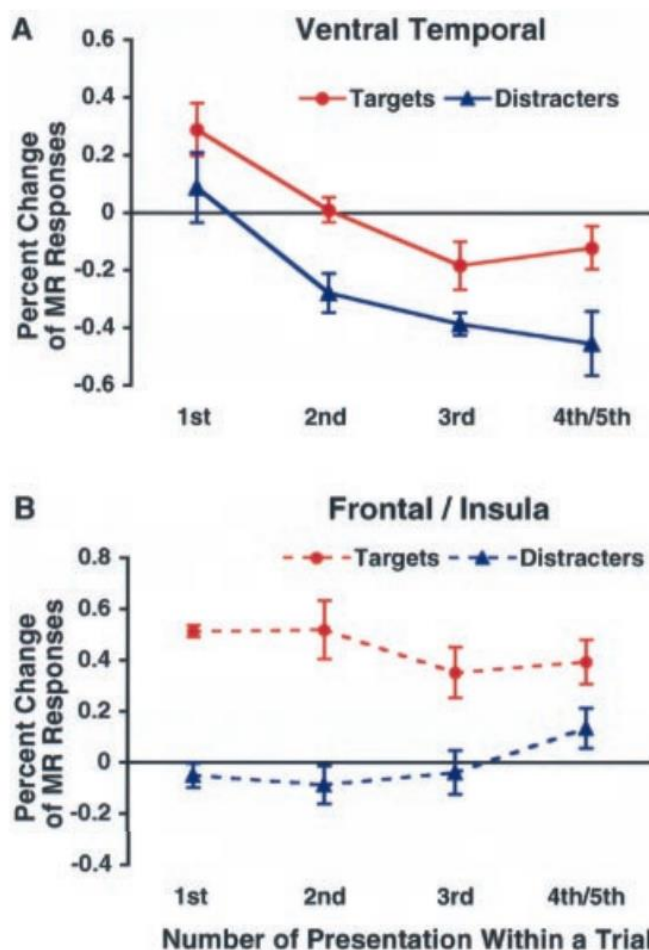 A
Ventral Temporal
Targets
Distracters
Percent Change
of MR Responses
0.6
0.4
0.2
0
-0.2
-0.4
-0.6
1st
2nd
3rd
4th/5th
B
Frontal / Insula
Targets
Distracters
Percent Change
of MR Responses
0.8
0.6
0.4
0.2
0
-0.2
-0.4
1st
2nd
3rd
4th/5th
Number of Presentation Within a Trial